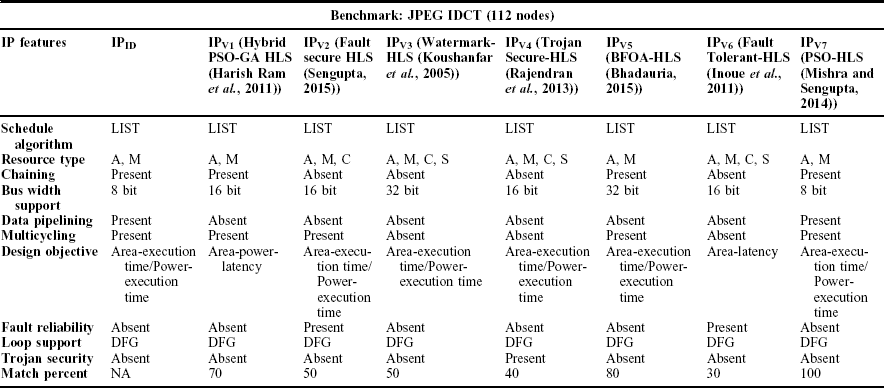 Benchmark: JPEG IDCT (112 nodes)
IP features IP_ID IP_V1 (Hybrid PSO-GA HLS (Harish Ram et al., 2011)) IP_V2 (Fault secure HLS (Sengupta, 2015)) IP_V3 (Watermark-HLS (Koushanfar et al., 2005)) IP_V4 (Trojan Secure-HLS (Rajendran et al., 2013)) IP_V5 (BFOA-HLS (Bhadauria, 2015)) IP_V6 (Fault Tolerant-HLS (Inoue et al., 2011)) IP_V7 (PSO-HLS (Mishra and Sengupta, 2014))
Schedule algorithm LIST LIST LIST LIST LIST LIST LIST LIST
Resource type A, M A, M A, M, C A, M, C, S A, M, C, S A, M A, M, C, S A, M
Chaining Present Present Absent Absent Absent Present Absent Present
Bus width support 8 bit 16 bit 16 bit 32 bit 16 bit 32 bit 16 bit 8 bit
Data pipelining Present Absent Absent Absent Absent Absent Absent Present
Multicycling Present Present Present Absent Absent Present Absent Present
Design objective Area-execution time/Power-execution time Area-power-latency Area-execu-tion time/Power-execution time Area-execution time/Power-execution time Area-execution time/Power-execution time Area-execution time/Power-execution time Area-latency Area-execu-tion time/Power-execution time
Fault reliability Absent Absent Present Absent Absent Absent Present Absent
Loop support DFG DFG DFG DFG DFG DFG DFG DFG
Trojan security Absent Absent Absent Absent Present Absent Absent Absent
Match percent NA 70 50 50 40 80 30 100